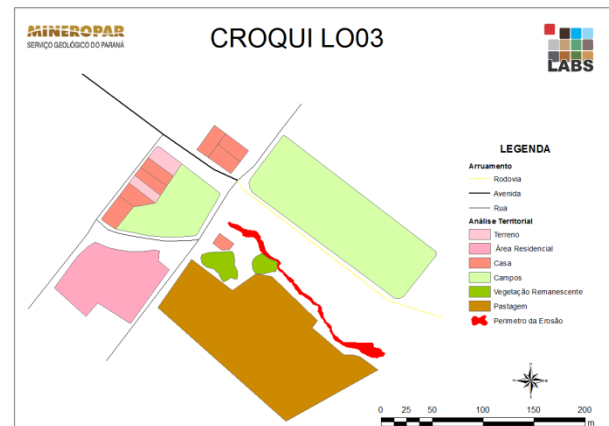 MINEROPAR
SERVIÇO GEOLÓGICO DO PARANÁ
CROQUI LO03
LABS
LEGENDA
Arruamento
Rodovia
Avenida
Rua
Análise Territorial
Terreno
Área Residencial
Casa
Campos
Vegetação Remanescente
Pastagem
Perimetro da Erosão
0 25 50 100 150 200
m